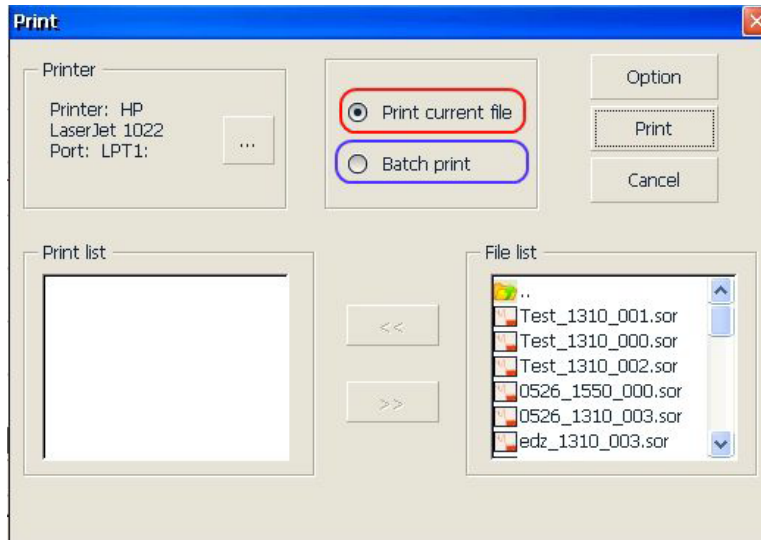 Print
Printer
Printer: HP
LaserJet 1022
Port: LPT1:
...
Print current file
Batch print
Option
Print
Cancel
Print list
<<
>>
File list
..
Test_1310_001.sor
Test_1310_000.sor
Test_1310_002.sor
0526_1550_000.sor
0526_1310_003.sor
edz_1310_003.sor